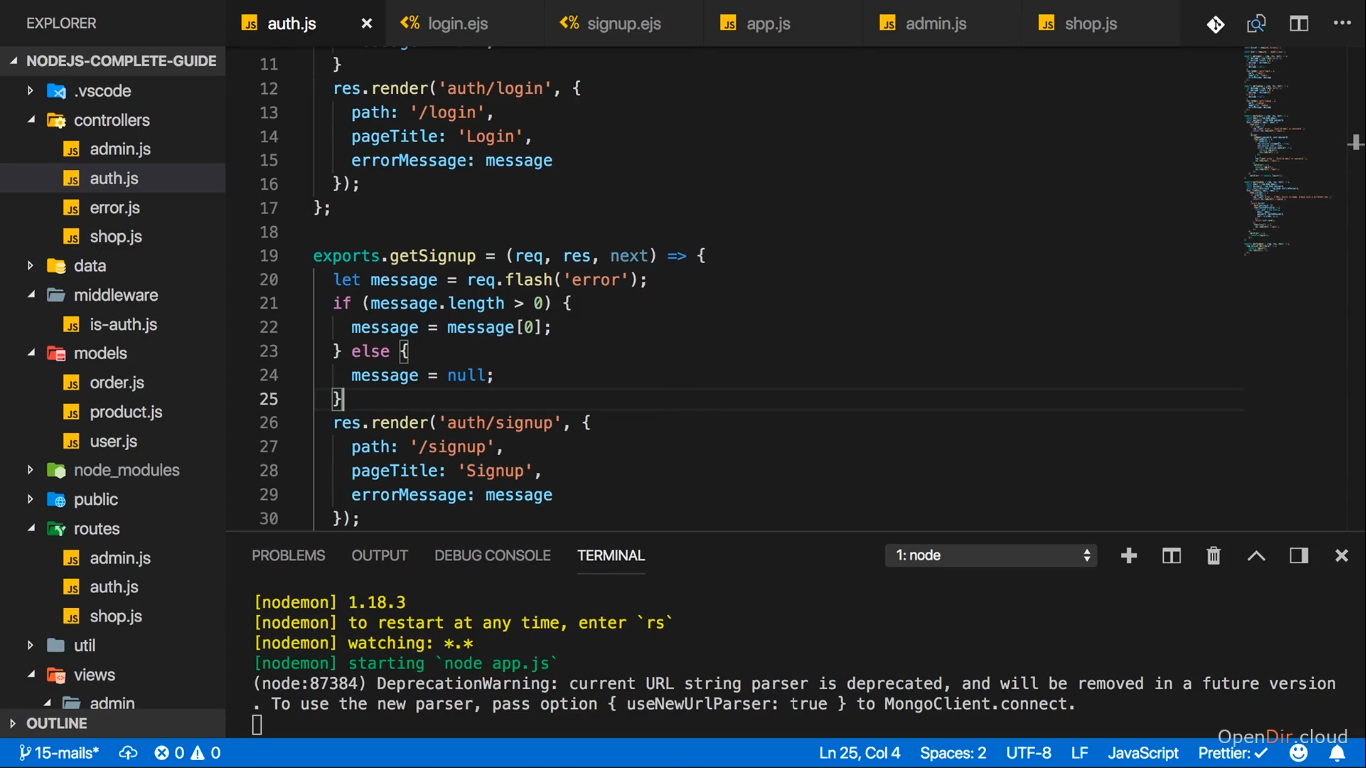 EXPLORER
auth.js
login.ejs
signup.ejs
app.js
admin.js
shop.js
NODEJS-COMPLETE-GUIDE
.vscode
controllers
admin.js
auth.js
error.js
shop.js
data
middleware
is-auth.js
models
order.js
product.js
user.js
node_modules
public
routes
admin.js
auth.js
shop.js
util
views
admin
OUTLINE
11 }
12 res.render('auth/login', {
13 path: '/login',
14 pageTitle: 'Login',
15 errorMessage: message
16 });
17 };
18
19 exports.getSignup = (req, res, next) => {
20 let message = req.flash('error');
21 if (message.length > 0) {
22 message = message[0];
23 } else {
24 message = null;
25 }
26 res.render('auth/signup', {
27 path: '/signup',
28 pageTitle: 'Signup',
29 errorMessage: message
30 });
PROBLEMS OUTPUT DEBUG CONSOLE TERMINAL 1: node
[nodemon] 1.18.3
[nodemon] to restart at any time, enter `rs`
[nodemon] watching: *.*
[nodemon] starting `node app.js`
(node:87384) DeprecationWarning: current URL string parser is deprecated, and will be removed in a future version
. To use the new parser, pass option { useNewUrlParser: true } to MongoClient.connect.
OpenDir.cloud
15-mails* 0 0 Ln 25, Col 4 Spaces: 2 UTF-8 LF JavaScript Prettier: ✓